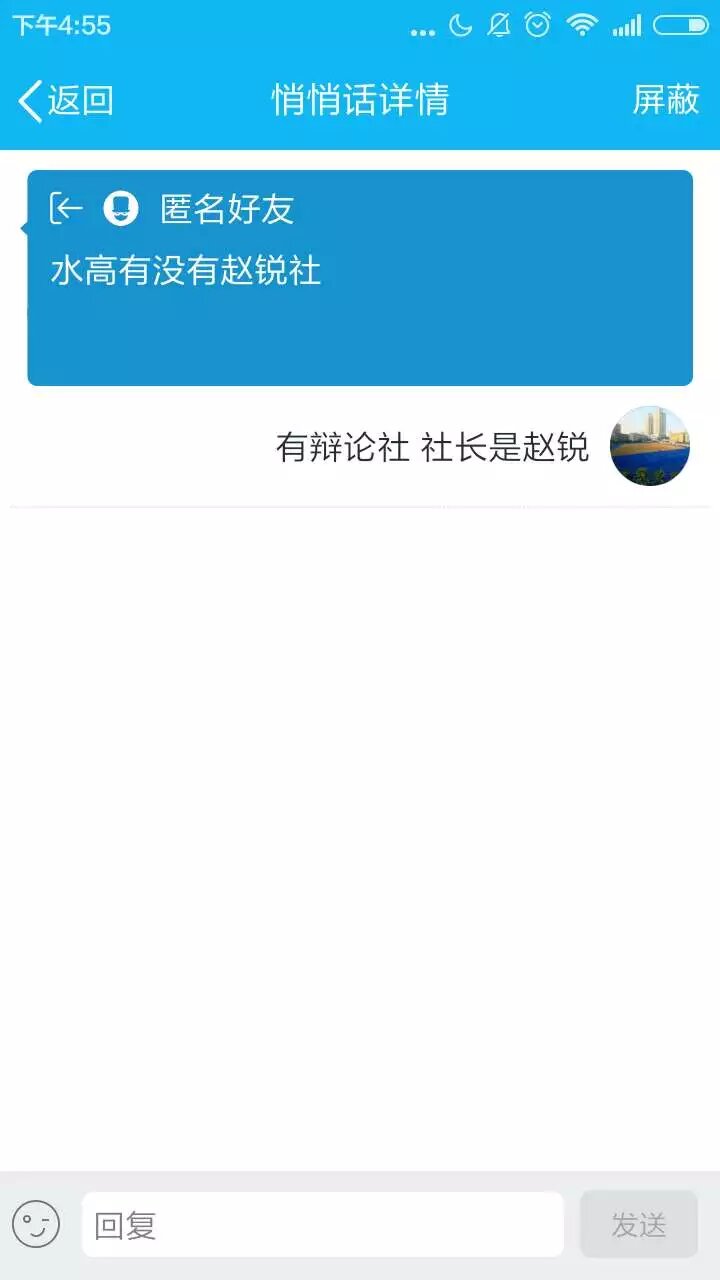 下午4:55
返回
悄悄话详情
屏蔽
匿名好友
水高有没有赵锐社
有辩论社 社长是赵锐
回复
发送